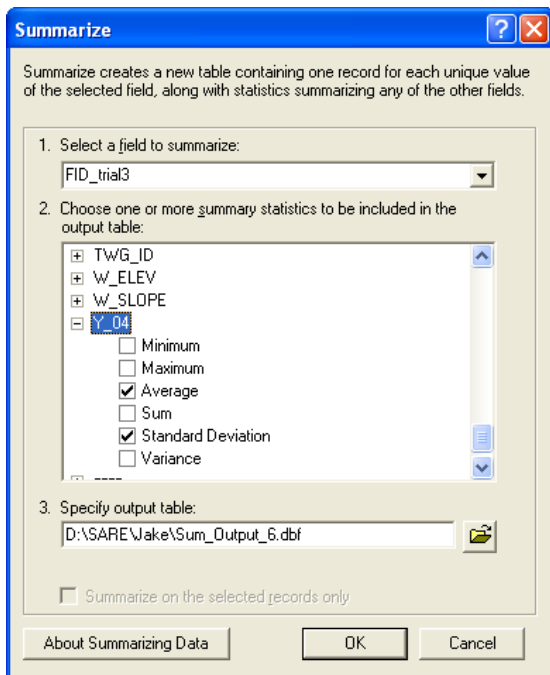 Summarize
Summarize creates a new table containing one record for each unique value
of the selected field, along with statistics summarizing any of the other fields.
1. Select a field to summarize:
FID_trial3
2. Choose one or more summary statistics to be included in the
output table:
TWG_ID
W_ELEV
W_SLOPE
Y_04
Minimum
Maximum
Average
Sum
Standard Deviation
Variance
3. Specify output table:
D:\SARE\Jake\Sum_Output_6.dbf
Summarize on the selected records only
About Summarizing Data
OK
Cancel